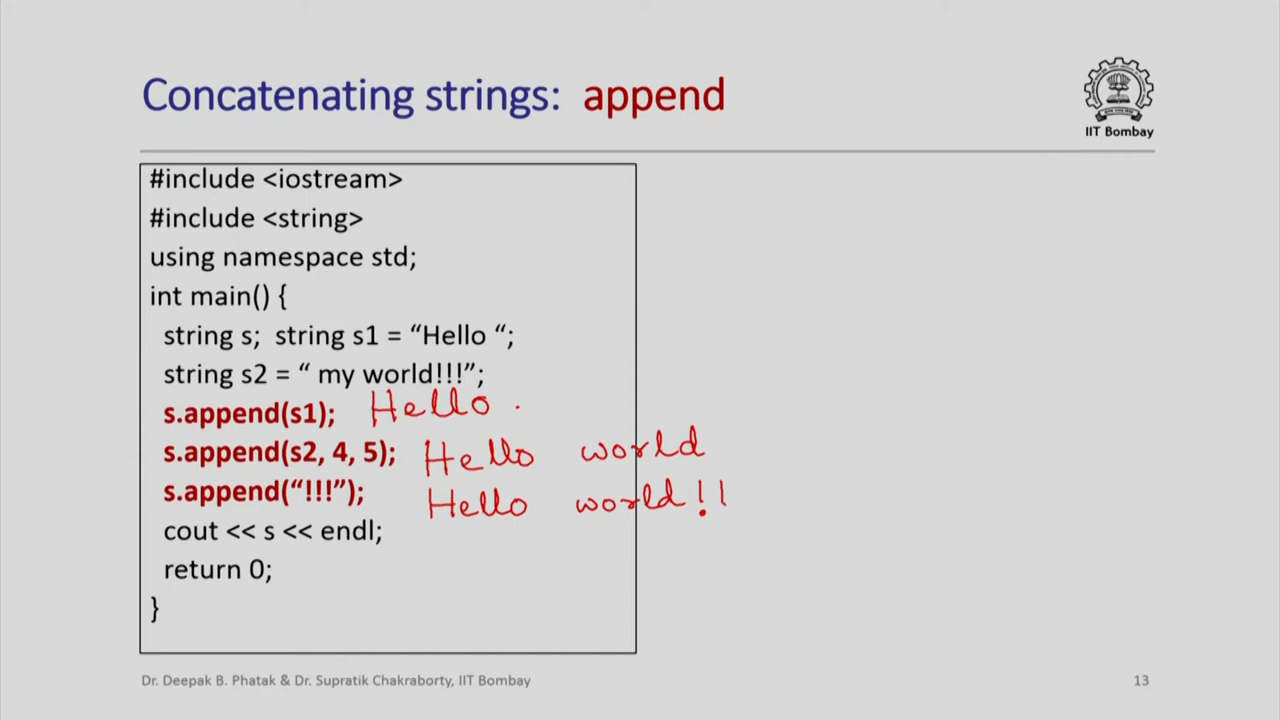 Concatenating strings: append
IIT Bombay
#include <iostream>
#include <string>
using namespace std;
int main() {
string s; string s1 = “Hello “;
string s2 = “ my world!!!”;
s.append(s1); Hello .
s.append(s2, 4, 5); Hello world
s.append(“!!!”); Hello world!!
cout << s << endl;
return 0;
}
Dr. Deepak B. Phatak & Dr. Supratik Chakraborty, IIT Bombay 13